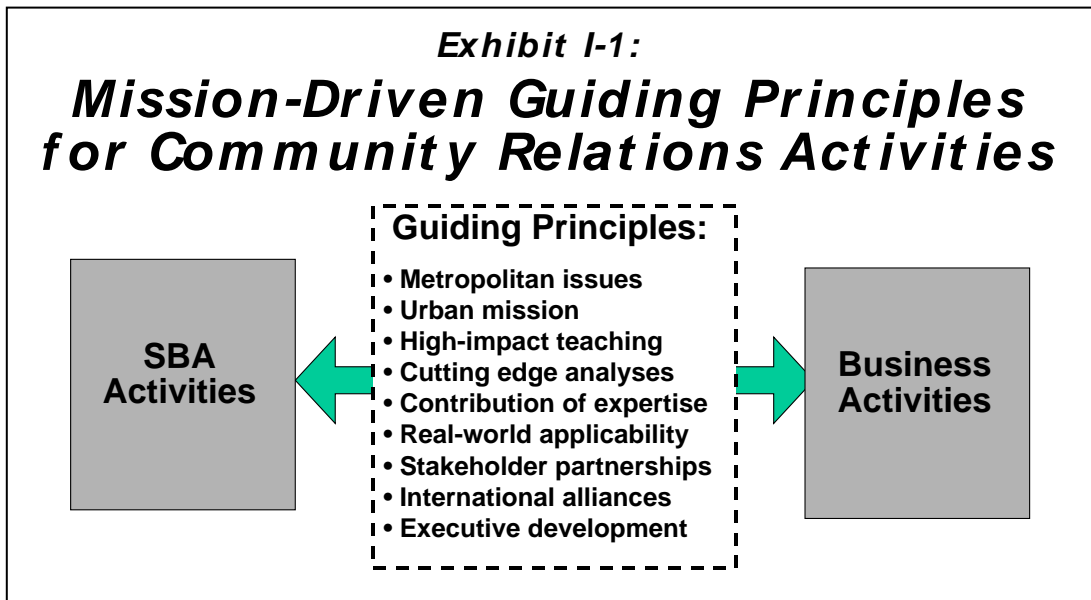 Exhibit I-1:
Mission-Driven Guiding Principles
for Community Relations Activities
SBA
Activities
Guiding Principles:
• Metropolitan issues
• Urban mission
• High-impact teaching
• Cutting edge analyses
• Contribution of expertise
• Real-world applicability
• Stakeholder partnerships
• International alliances
• Executive development
Business
Activities